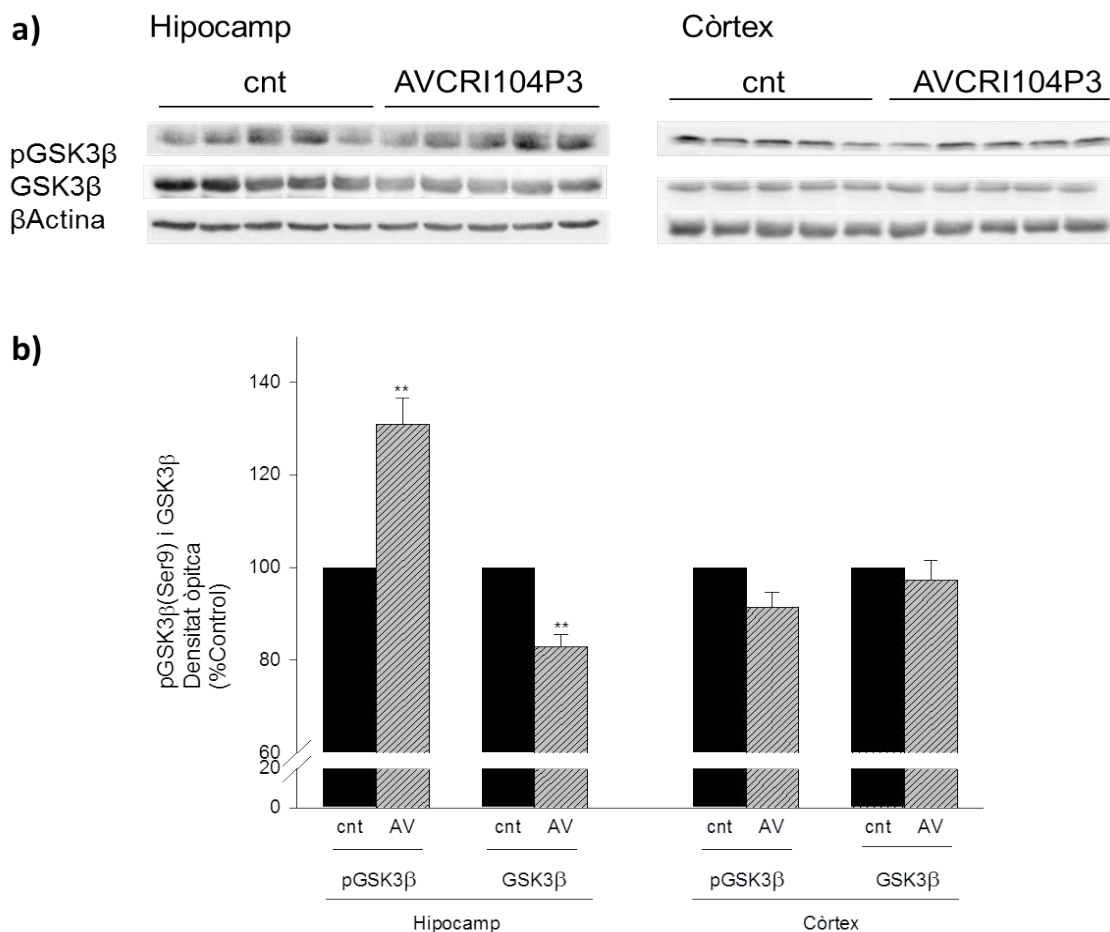 a)
Hipocamp
Còrtex
cnt
AVCRI104P3
cnt
AVCRI104P3
pGSK3β
GSK3β
βActina
b)
pGSK3β(Ser9) i GSK3β
Densitat òpitca
(%Control)
140
120
100
80
60
20
0
**
**
cnt AV cnt AV cnt AV cnt AV
pGSK3β GSK3β pGSK3β GSK3β
Hipocamp Còrtex